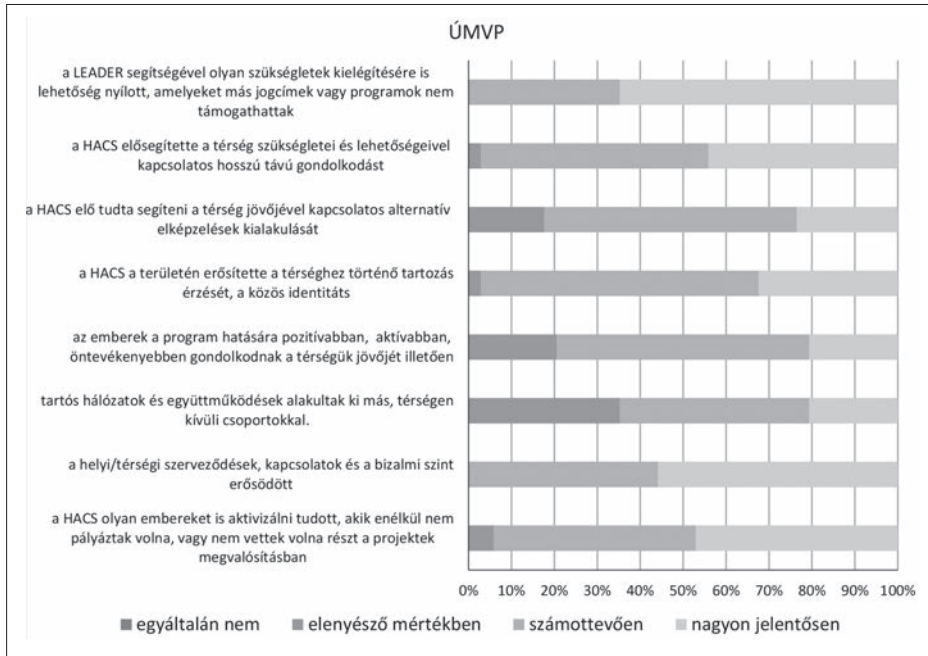 ÚMVP
a LEADER segítségével olyan szükségletek kielégítésére is
lehetőség nyílott, amelyeket más jogcímek vagy programok nem
támogathattak
a HACS elősegítette a térség szükségletei és lehetőségeivel
kapcsolatos hosszú távú gondolkodást
a HACS elő tudta segíteni a térség jövőjével kapcsolatos alternatív
elképzelések kialakulását
a HACS a területén erősítette a térséghez történő tartozás
érzését, a közös identitáts
az emberek a program hatására pozitívabban, aktívabban,
öntevékenyebben gondolkodnak a térségük jövőjét illetően
tartós hálózatok és együttműködések alakultak ki más, térségen
kívüli csoportokkal.
a helyi/térségi szerveződések, kapcsolatok és a bizalmi szint
erősödött
a HACS olyan embereket is aktivizálni tudott, akik enélkül nem
pályáztak volna, vagy nem vettek volna részt a projektek
megvalósításban
0% 10% 20% 30% 40% 50% 60% 70% 80% 90% 100%
egyáltalán nem elenyésző mértékben számottevően nagyon jelentősen